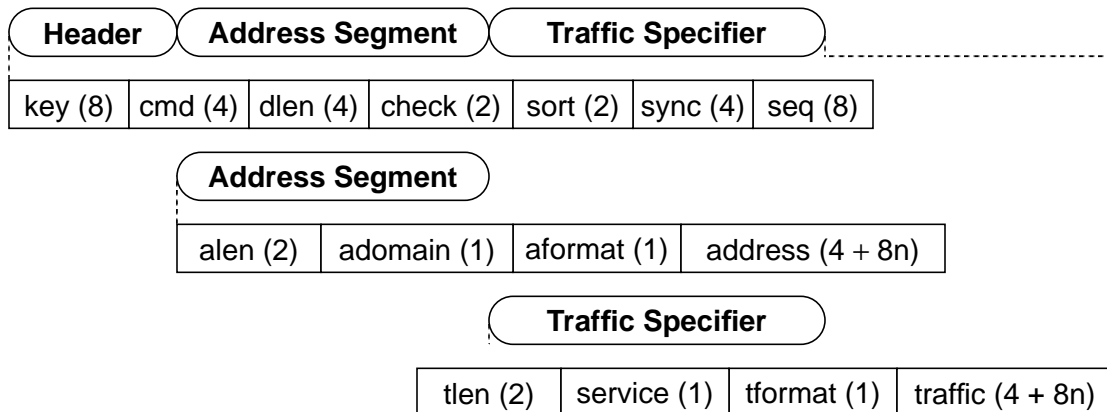 Header Address Segment Traffic Specifier
key (8) cmd (4) dlen (4) check (2) sort (2) sync (4) seq (8)
Address Segment
alen (2) adomain (1) aformat (1) address (4 + 8n)
Traffic Specifier
tlen (2) service (1) tformat (1) traffic (4 + 8n)